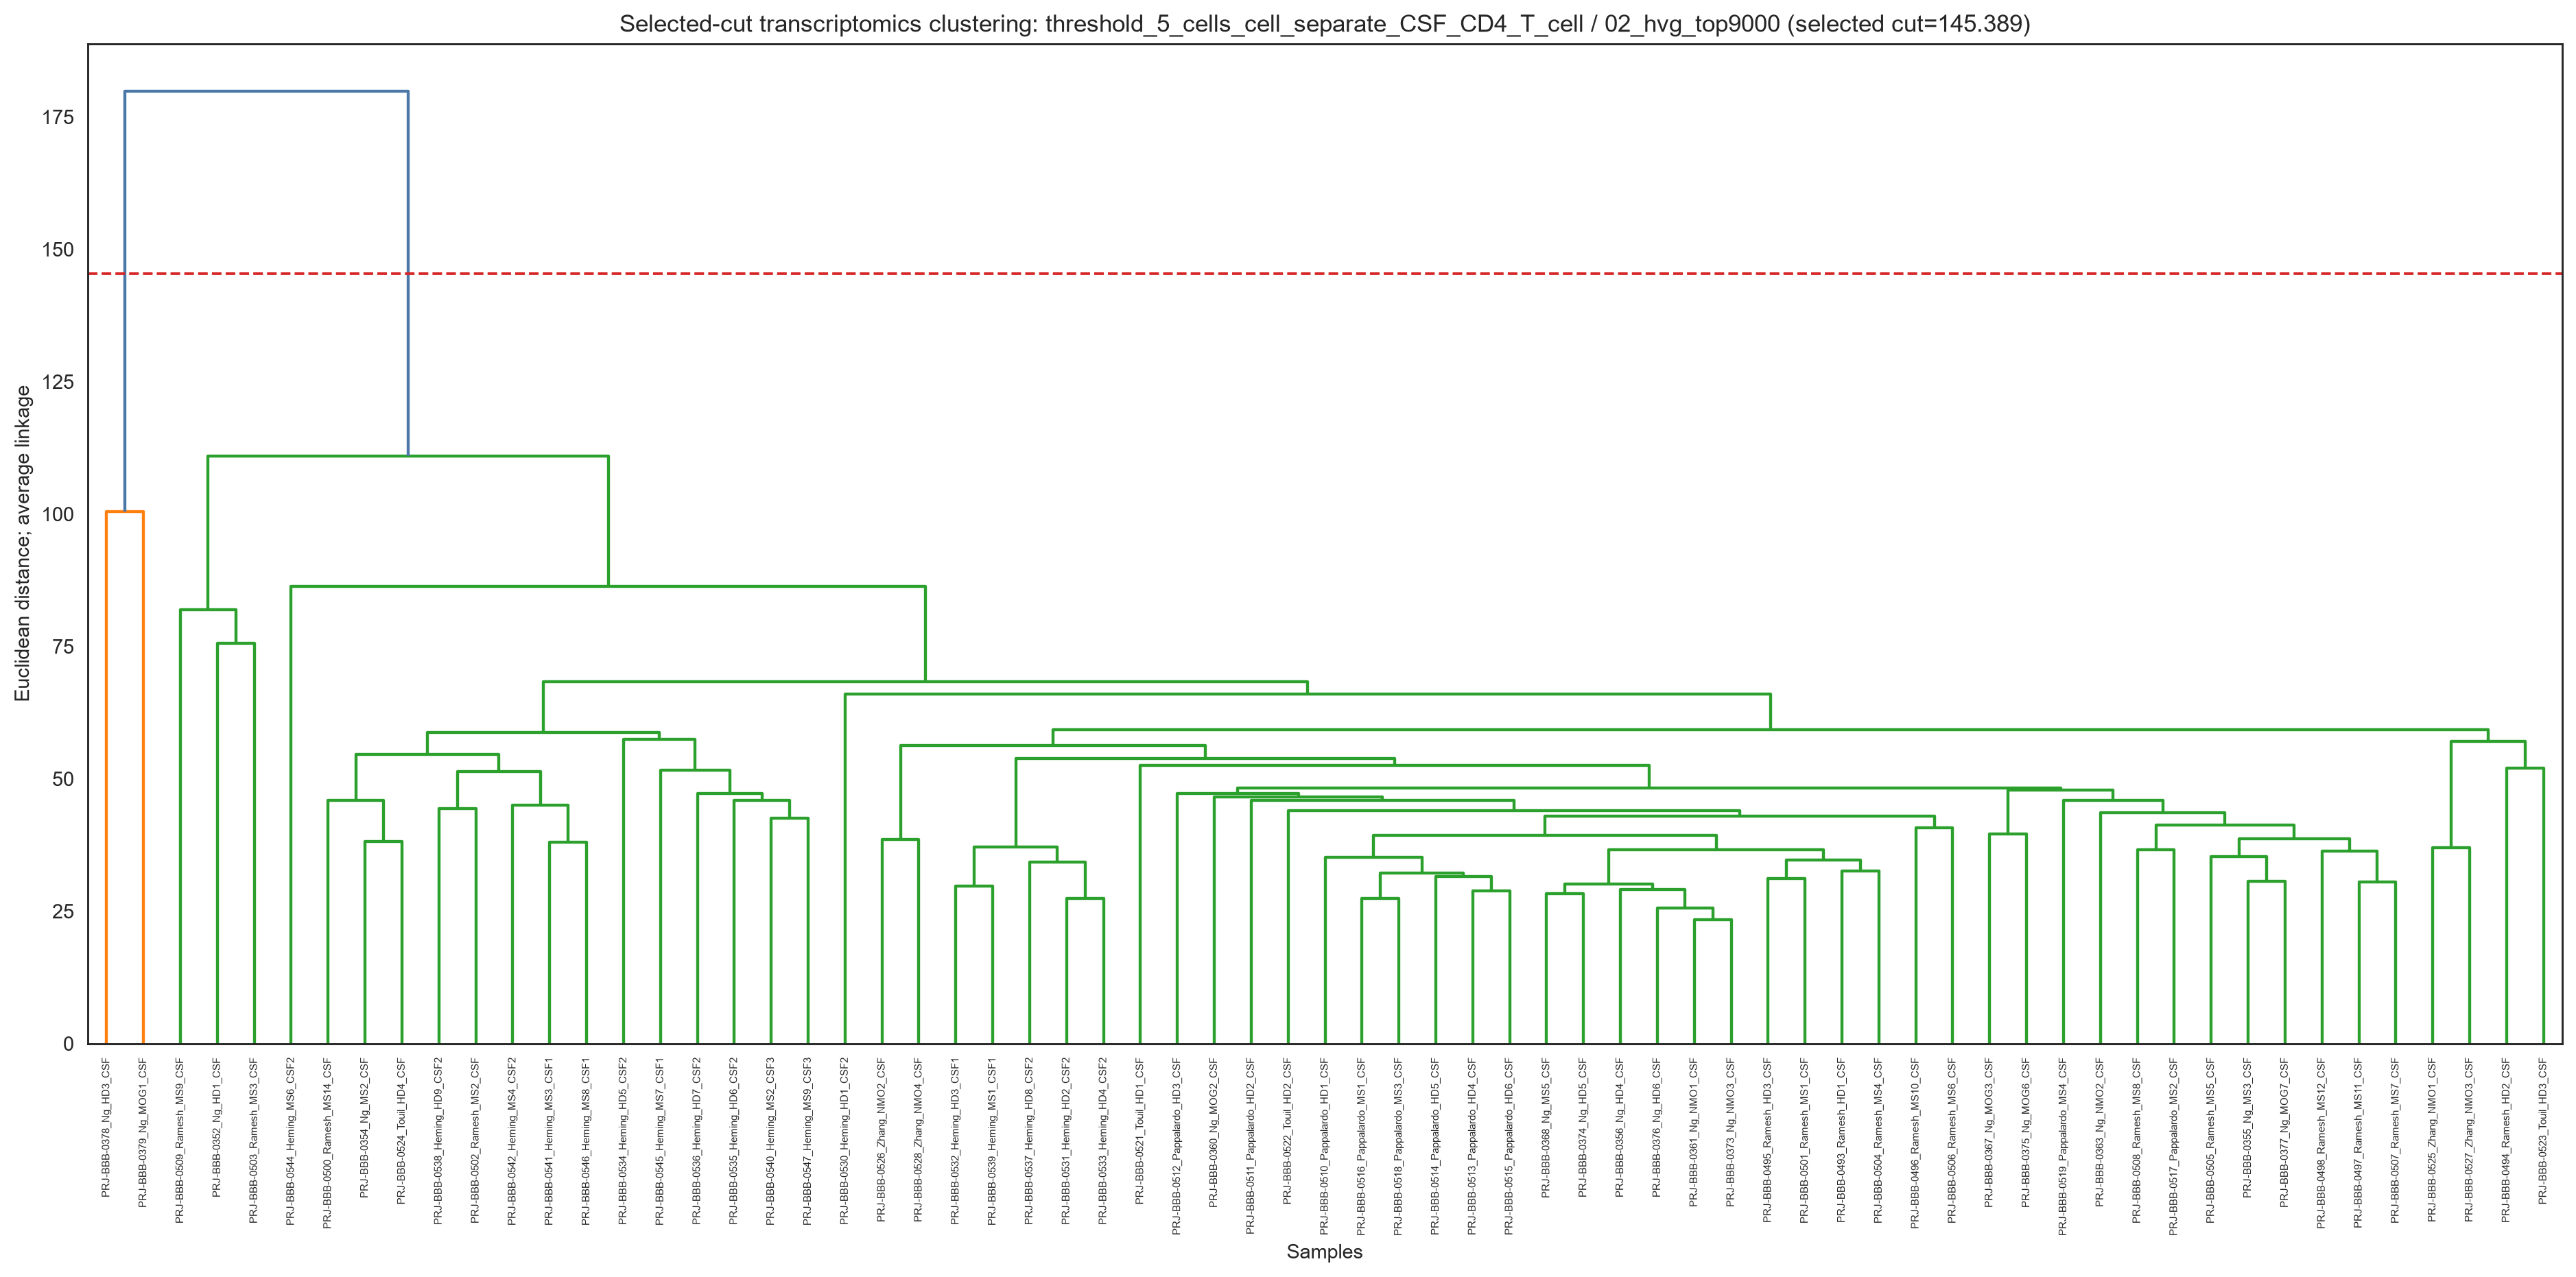 Selected-cut transcriptomics clustering: threshold_5_cells_cell_separate_CSF_CD4_T_cell / 02_hvg_top9000 (selected cut=145.389)
Euclidean distance; average linkage
175
150
125
100
75
50
25
0
PRJ-BBB-0378_Ng_HD3_CSF
PRJ-BBB-0379_Ng_MOG1_CSF
PRJ-BBB-0509_Ramesh_MS9_CSF
PRJ-BBB-0352_Ng_HD1_CSF
PRJ-BBB-0503_Ramesh_MS3_CSF
PRJ-BBB-0544_Heming_MS6_CSF2
PRJ-BBB-0500_Ramesh_MS14_CSF
PRJ-BBB-0354_Ng_MS2_CSF
PRJ-BBB-0524_Touil_HD4_CSF
PRJ-BBB-0538_Heming_HD9_CSF2
PRJ-BBB-0502_Ramesh_MS2_CSF
PRJ-BBB-0542_Heming_MS4_CSF2
PRJ-BBB-0541_Heming_MS3_CSF1
PRJ-BBB-0546_Heming_MS8_CSF1
PRJ-BBB-0534_Heming_HD5_CSF2
PRJ-BBB-0545_Heming_MS7_CSF1
PRJ-BBB-0536_Heming_HD7_CSF2
PRJ-BBB-0535_Heming_HD6_CSF2
PRJ-BBB-0540_Heming_MS2_CSF3
PRJ-BBB-0547_Heming_MS9_CSF3
PRJ-BBB-0530_Heming_HD1_CSF2
PRJ-BBB-0526_Zhang_NMO2_CSF
PRJ-BBB-0528_Zhang_NMO4_CSF
PRJ-BBB-0532_Heming_HD3_CSF1
PRJ-BBB-0539_Heming_MS1_CSF1
PRJ-BBB-0537_Heming_HD8_CSF2
PRJ-BBB-0531_Heming_HD2_CSF2
PRJ-BBB-0533_Heming_HD4_CSF2
PRJ-BBB-0521_Touil_HD1_CSF
PRJ-BBB-0512_Pappalardo_HD3_CSF
PRJ-BBB-0360_Ng_MOG2_CSF
PRJ-BBB-0511_Pappalardo_HD2_CSF
PRJ-BBB-0522_Touil_HD2_CSF
PRJ-BBB-0510_Pappalardo_HD1_CSF
PRJ-BBB-0516_Pappalardo_MS1_CSF
PRJ-BBB-0518_Pappalardo_MS3_CSF
PRJ-BBB-0514_Pappalardo_HD5_CSF
PRJ-BBB-0513_Pappalardo_HD4_CSF
PRJ-BBB-0515_Pappalardo_HD6_CSF
PRJ-BBB-0368_Ng_MS5_CSF
PRJ-BBB-0374_Ng_HD5_CSF
PRJ-BBB-0356_Ng_HD4_CSF
PRJ-BBB-0376_Ng_HD6_CSF
PRJ-BBB-0361_Ng_NMO1_CSF
PRJ-BBB-0373_Ng_NMO3_CSF
PRJ-BBB-0495_Ramesh_HD3_CSF
PRJ-BBB-0501_Ramesh_MS1_CSF
PRJ-BBB-0493_Ramesh_HD1_CSF
PRJ-BBB-0504_Ramesh_MS4_CSF
PRJ-BBB-0496_Ramesh_MS10_CSF
PRJ-BBB-0506_Ramesh_MS6_CSF
PRJ-BBB-0367_Ng_MOG3_CSF
PRJ-BBB-0375_Ng_MOG6_CSF
PRJ-BBB-0519_Pappalardo_MS4_CSF
PRJ-BBB-0363_Ng_NMO2_CSF
PRJ-BBB-0508_Ramesh_MS8_CSF
PRJ-BBB-0517_Pappalardo_MS2_CSF
PRJ-BBB-0505_Ramesh_MS5_CSF
PRJ-BBB-0355_Ng_MS3_CSF
PRJ-BBB-0377_Ng_MOG7_CSF
PRJ-BBB-0498_Ramesh_MS12_CSF
PRJ-BBB-0497_Ramesh_MS11_CSF
PRJ-BBB-0507_Ramesh_MS7_CSF
PRJ-BBB-0525_Zhang_NMO1_CSF
PRJ-BBB-0527_Zhang_NMO3_CSF
PRJ-BBB-0494_Ramesh_HD2_CSF
PRJ-BBB-0523_Touil_HD3_CSF
Samples